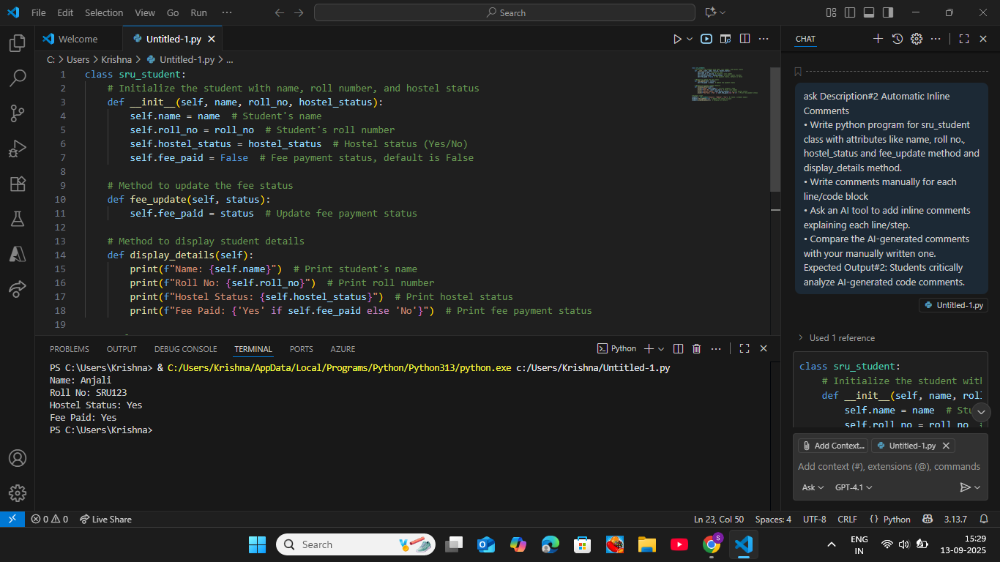 File Edit Selection View Go Run ···
Search
Welcome
Untitled-1.py
C: > Users > Krishna > Untitled-1.py > ...
1 class sru_student:
2 # Initialize the student with name, roll number, and hostel status
3 def __init__(self, name, roll_no, hostel_status):
4 self.name = name # Student's name
5 self.roll_no = roll_no # Student's roll number
6 self.hostel_status = hostel_status # Hostel status (Yes/No)
7 self.fee_paid = False # Fee payment status, default is False
8
9 # Method to update the fee status
10 def fee_update(self, status):
11 self.fee_paid = status # Update fee payment status
12
13 # Method to display student details
14 def display_details(self):
15 print(f"Name: {self.name}") # Print student's name
16 print(f"Roll No: {self.roll_no}") # Print roll number
17 print(f"Hostel Status: {self.hostel_status}") # Print hostel status
18 print(f"Fee Paid: {'Yes' if self.fee_paid else 'No'}") # Print fee payment status
19
PROBLEMS OUTPUT DEBUG CONSOLE TERMINAL PORTS AZURE
Python
PS C:\Users\Krishna> & C:/Users/Krishna/AppData/Local/Programs/Python/Python313/python.exe c:/Users/Krishna/Untitled-1.py
Name: Anjali
Roll No: SRU123
Hostel Status: Yes
Fee Paid: Yes
PS C:\Users\Krishna>
CHAT
ask Description#2 Automatic Inline
Comments
• Write python program for sru_student
class with attributes like name, roll no.,
hostel_status and fee_update method and
display_details method.
• Write comments manually for each
line/code block
• Ask an AI tool to add inline comments
explaining each line/step.
• Compare the AI-generated comments
with your manually written one.
Expected Output#2: Students critically
analyze AI-generated code comments.
Untitled-1.py
> Used 1 reference
class sru_student:
# Initialize the student with
def __init__(self, name, roll
self.name = name # Stu
self.roll_no = roll_no #
Add Context...
Untitled-1.py
Add context (#), extensions (@), commands
Ask
GPT-4.1
0 0 Live Share
Ln 23, Col 50 Spaces: 4 UTF-8 CRLF {} Python 3.13.7
Search
S
ENG
IN
15:29
13-09-2025